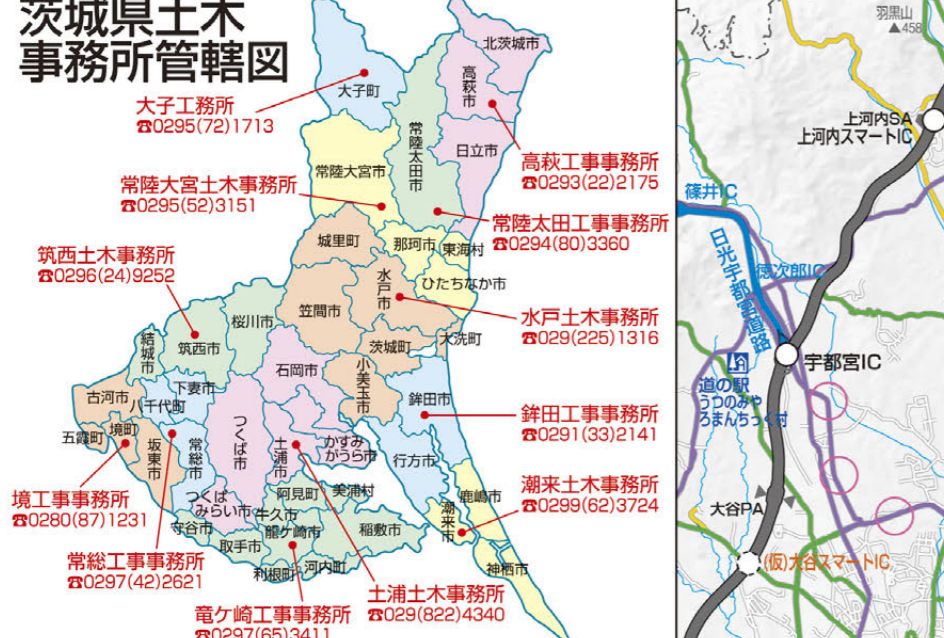 茨城県土木
事務所管轄図
大子工務所
☎0295(72)1713
常陸大宮土木事務所
☎0295(52)3151
筑西土木事務所
☎0296(24)9252
高萩工事事務所
☎0293(22)2175
常陸太田工事事務所
☎0294(80)3360
水戸土木事務所
☎029(225)1316
鉾田工事事務所
☎0291(33)2141
潮来土木事務所
☎0299(62)3724
境工事事務所
☎0280(87)1231
常総工事事務所
☎0297(42)2621
竜ケ崎工事事務所
☎0297(65)3411
土浦土木事務所
☎029(822)4340
北茨城市
大子町
高萩市
常陸太田市
日立市
常陸大宮市
城里町
那珂市
東海村
水戸市
ひたちなか市
笠間市
桜川市
茨城町
大洗町
結城市
筑西市
石岡市
小美玉市
下妻市
古河市
八千代町
鉾田市
五霞町
境町
坂東市
常総市
つくば市
土浦市
かすみ
がうら市
行方市
つくば
みらい市
阿見町
美浦村
鹿嶋市
潮来市
守谷市
牛久市
龍ケ崎市
稲敷市
取手市
利根町
河内町
神栖市
羽黒山
▲458
上河内SA
上河内スマートIC
篠井IC
日光宇都宮道路
徳次郎IC
宇都宮IC
道の駅
うつのみや
ろまんちっく村
大谷PA
(仮)大谷スマートIC